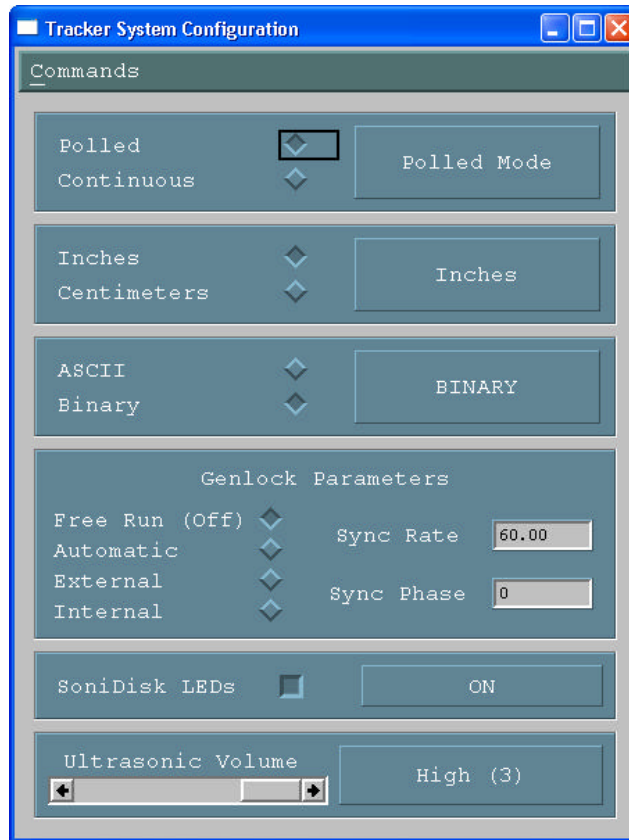 Tracker System Configuration
Commands
Polled
Continuous
Polled Mode
Inches
Centimeters
Inches
ASCII
Binary
BINARY
Genlock Parameters
Free Run (Off)
Automatic
External
Internal
Sync Rate 60.00
Sync Phase 0
SoniDisk LEDs ON
Ultrasonic Volume
High (3)